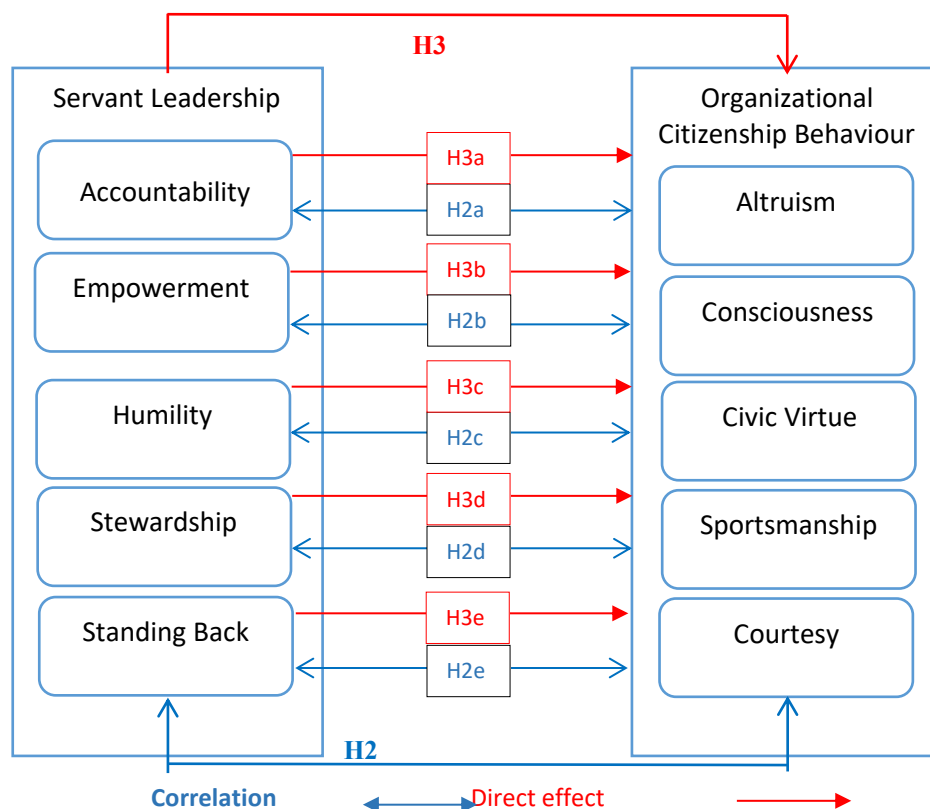 H3
Servant Leadership
Organizational
Citizenship Behaviour
Accountability
H3a
H2a
Altruism
Empowerment
H3b
H2b
Consciousness
Humility
H3c
H2c
Civic Virtue
Stewardship
H3d
H2d
Sportsmanship
Standing Back
H3e
H2e
Courtesy
H2
Correlation Direct effect